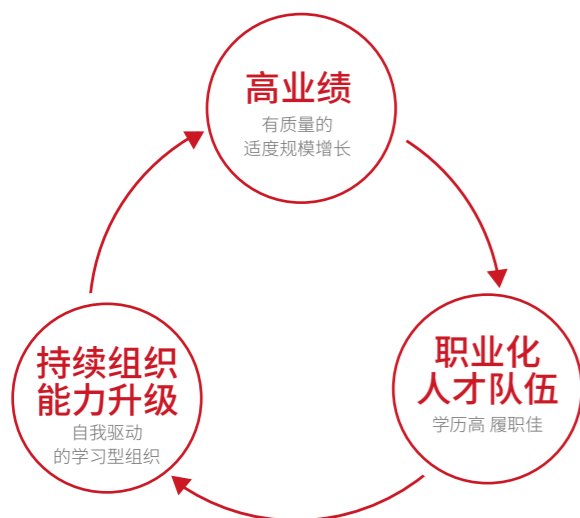 高业绩
有质量的
适度规模增长
职业化
人才队伍
学历高 履职佳
持续组织
能力升级
自我驱动
的学习型组织